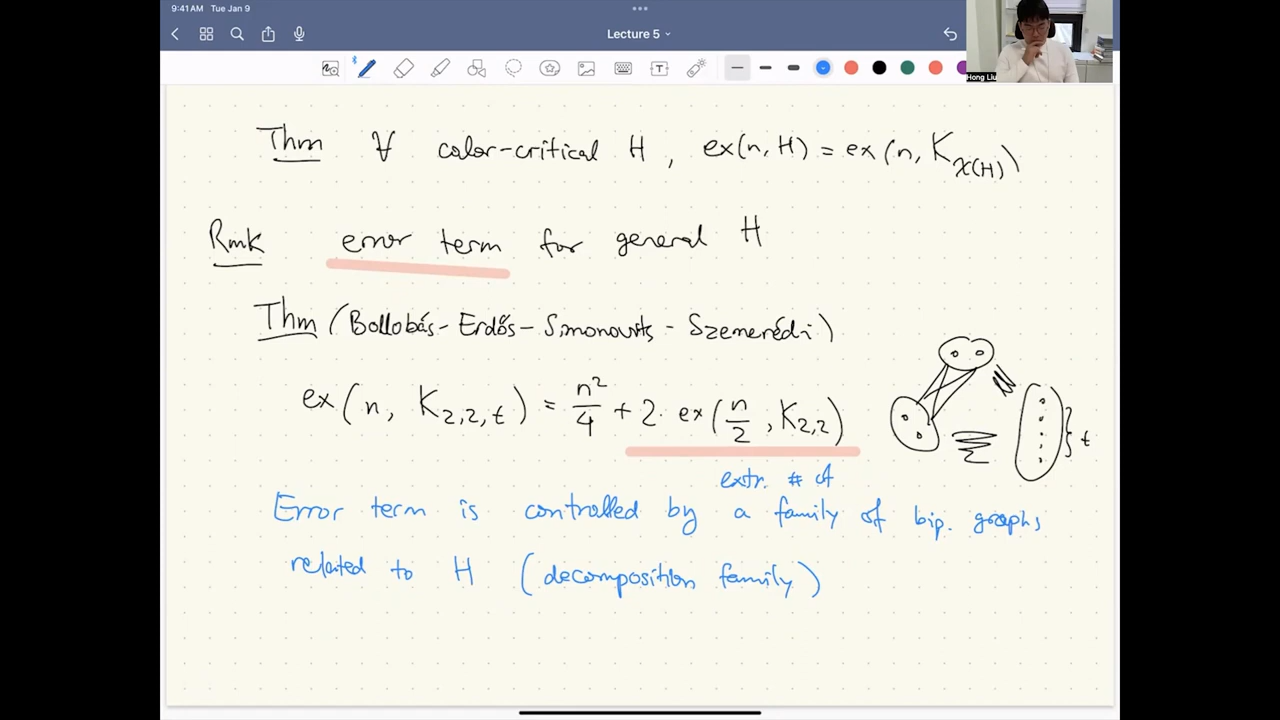 9:41 AM Tue Jan 9
Lecture 5
Hong Liu
Thm ∀ color-critical H, ex(n, H) = ex(n, K_{χ(H)})
Rmk error term for general H
Thm (Bollobás - Erdős - Simonovits - Szemerédi)
ex(n, K_{2,2,t}) = n²/4 + 2·ex(n/2, K_{2,2})
t
extr. # of
Error term is controlled by a family of bip. graphs
related to H (decomposition family)